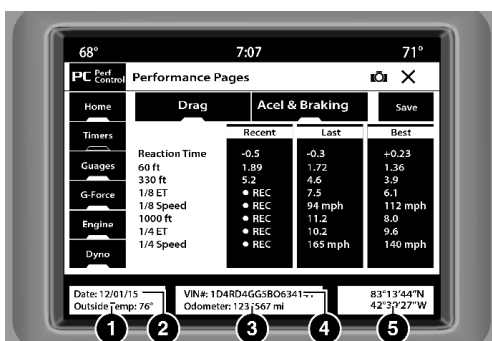 68° 7:07 71°
PC Perf Control Performance Pages
Home Drag Acel & Braking Save
Timers Recent Last Best
Reaction Time -0.5 -0.3 +0.23
60 ft 1.89 1.72 1.36
Guages 330 ft 5.2 4.6 3.9
1/8 ET ● REC 7.5 6.1
G-Force 1/8 Speed ● REC 94 mph 112 mph
1000 ft ● REC 11.2 8.0
Engine 1/4 ET ● REC 10.2 9.6
1/4 Speed ● REC 165 mph 140 mph
Dyno
Date: 12/01/15 VIN#: 83°13'44"N
Outside Temp: 76° Odometer: mi
1 2 3 4 5